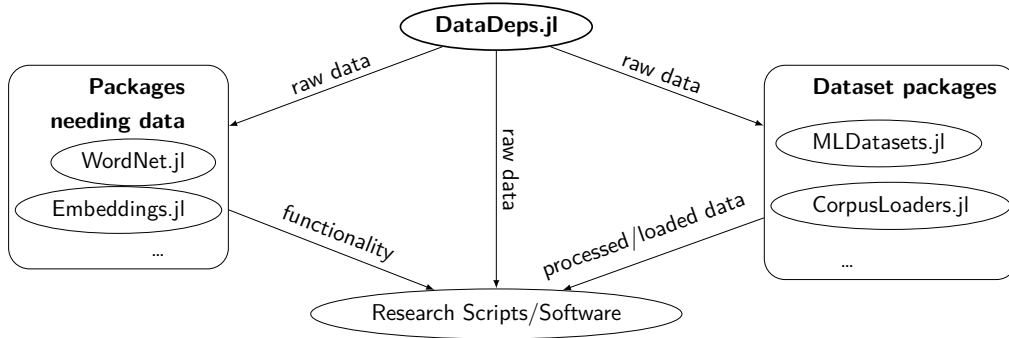 DataDeps.jl
raw data
raw data
raw data
Packages
needing data
WordNet.jl
Embeddings.jl
...
Dataset packages
MLDatasets.jl
CorpusLoaders.jl
...
functionality
processed/loaded data
Research Scripts/Software